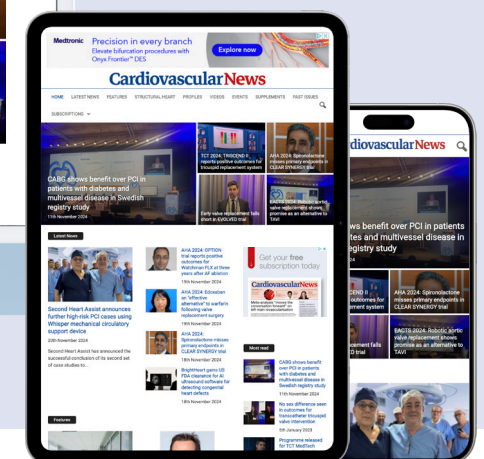 Medtronic
Precision in every branch
Elevate bifurcation procedures with
Onyx Frontier™ DES
Explore now
CardiovascularNews
HOME LATEST NEWS FEATURES STRUCTURAL HEART PROFILES VIDEOS EVENTS SUPPLEMENTS PAST ISSUES
SUBSCRIPTIONS
CABG shows benefit over PCI in
patients with diabetes and
multivessel disease in Swedish
registry study
11th November 2024
TCT 2024: TRISCEND II
reports positive outcomes for
tricuspid replacement system
AHA 2024: Spironolactone
misses primary endpoints in
CLEAR SYNERGY trial
Early valve replacement falls
short in EVOLVED trial
EACTS 2024: Robotic aortic
valve replacement shows
promise as an alternative to
TAVI
Latest News
Second Heart Assist announces
further high-risk PCI cases using
Whisper mechanical circulatory
support device
20th November 2024
Second Heart Assist has announced the
successful conclusion of its second set
of case studies to...
AHA 2024: OPTION
trial reports positive
outcomes for
Watchman FLX at three
years after AF ablation
19th November 2024
AHA 2024: Edoxaban
an "effective
alternative" to warfarin
following valve
replacement surgery
19th November 2024
AHA 2024:
Spironolactone misses
primary endpoints in
CLEAR SYNERGY trial
18th November 2024
BrightHeart gains US
FDA clearance for AI
ultrasound software for
detecting congenital
heart defects
18th November 2024
Get your free
subscription today
CardiovascularNews
Most read
CABG shows benefit
over PCI in patients
with diabetes and
multivessel disease in
Swedish registry study
11th November 2024
No sex difference seen
in outcomes for
transcatheter tricuspid
valve intervention
5th January 2023
Programme released
for TCT MedTech
Features
diovascularNews
ws benefit over PCI in patients
tes and multivessel disease in
egistry study
24
CEND II
outcomes for
ement system
AHA 2024: Spironolactone
misses primary endpoints in
CLEAR SYNERGY trial
cement falls
D trial
EACTS 2024: Robotic aortic
valve replacement shows
promise as an alternative to
TAVI